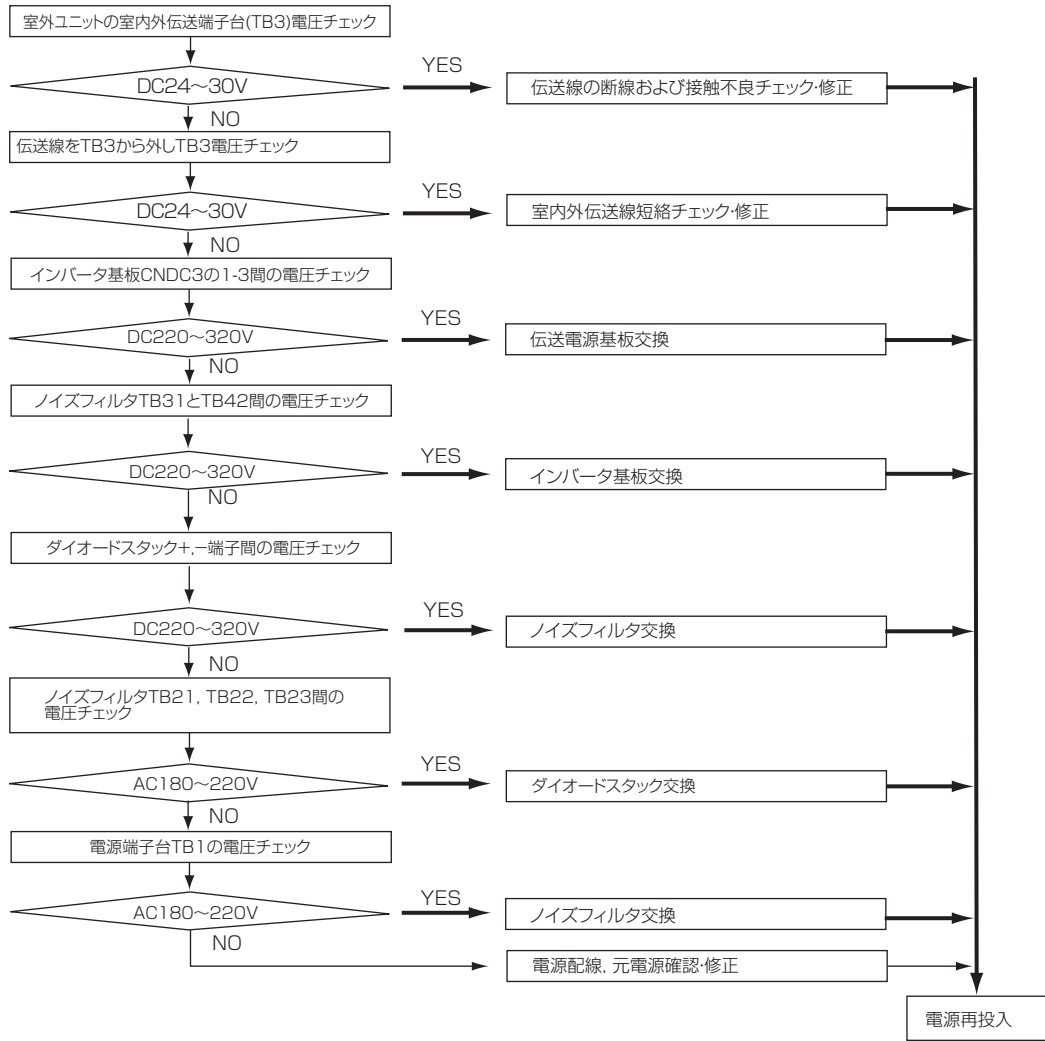 室外ユニットの室内外伝送端子台(TB3)電圧チェック
DC24～30V
YES
伝送線の断線および接触不良チェック･修正
NO
伝送線をTB3から外しTB3電圧チェック
DC24～30V
YES
室内外伝送線短絡チェック･修正
NO
インバータ基板CNDC3の1-3間の電圧チェック
DC220～320V
YES
伝送電源基板交換
NO
ノイズフィルタTB31とTB42間の電圧チェック
DC220～320V
YES
インバータ基板交換
NO
ダイオードスタック+,−端子間の電圧チェック
DC220～320V
YES
ノイズフィルタ交換
NO
ノイズフィルタTB21, TB22, TB23間の
電圧チェック
AC180～220V
YES
ダイオードスタック交換
NO
電源端子台TB1の電圧チェック
AC180～220V
YES
ノイズフィルタ交換
NO
電源配線, 元電源確認･修正
電源再投入